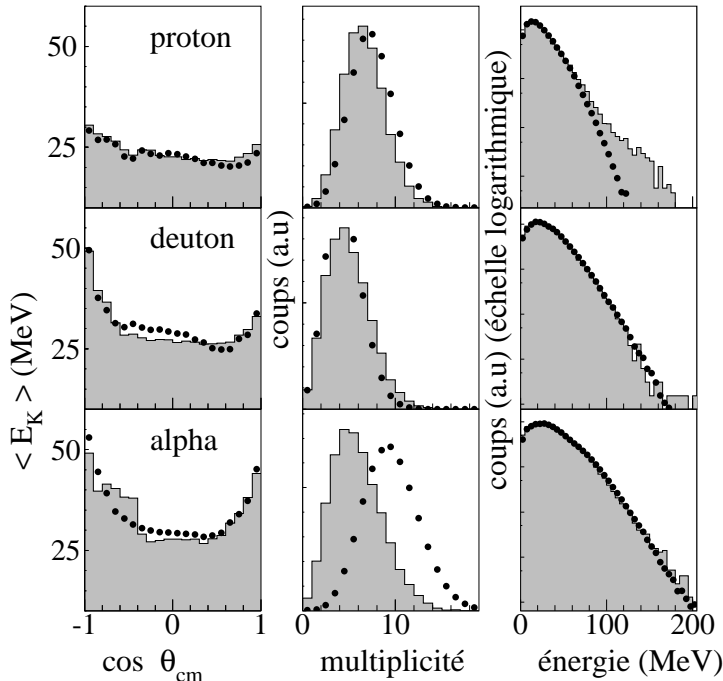 50
25
proton
50
25
deuton
50
25
alpha
< E_K > (MeV)
-1 0 1
cos θ_cm
coups (a.u)
0 10
multiplicité
coups (a.u) (échelle logarithmique)
0 100 200
énergie (MeV)